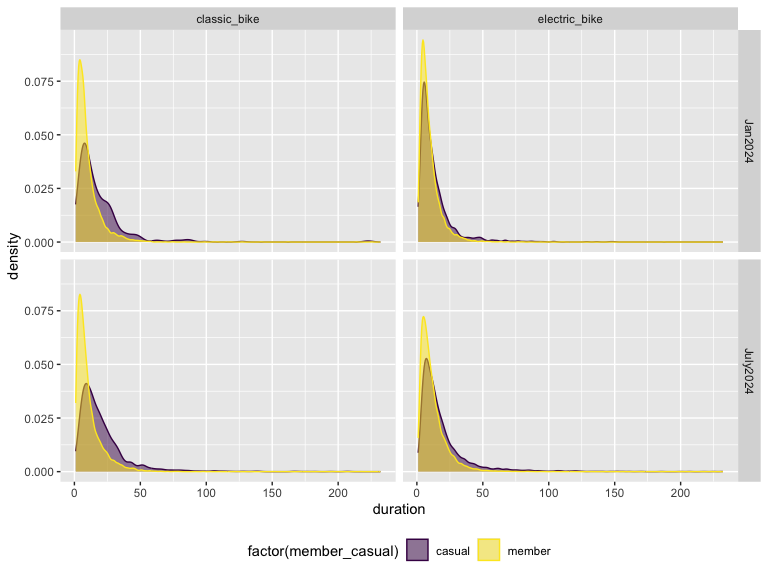 classic_bike
electric_bike
density
0.075
0.050
0.025
0.000
Jan2024
0.075
0.050
0.025
0.000
July2024
0 50 100 150 200
0 50 100 150 200
duration
factor(member_casual) casual member